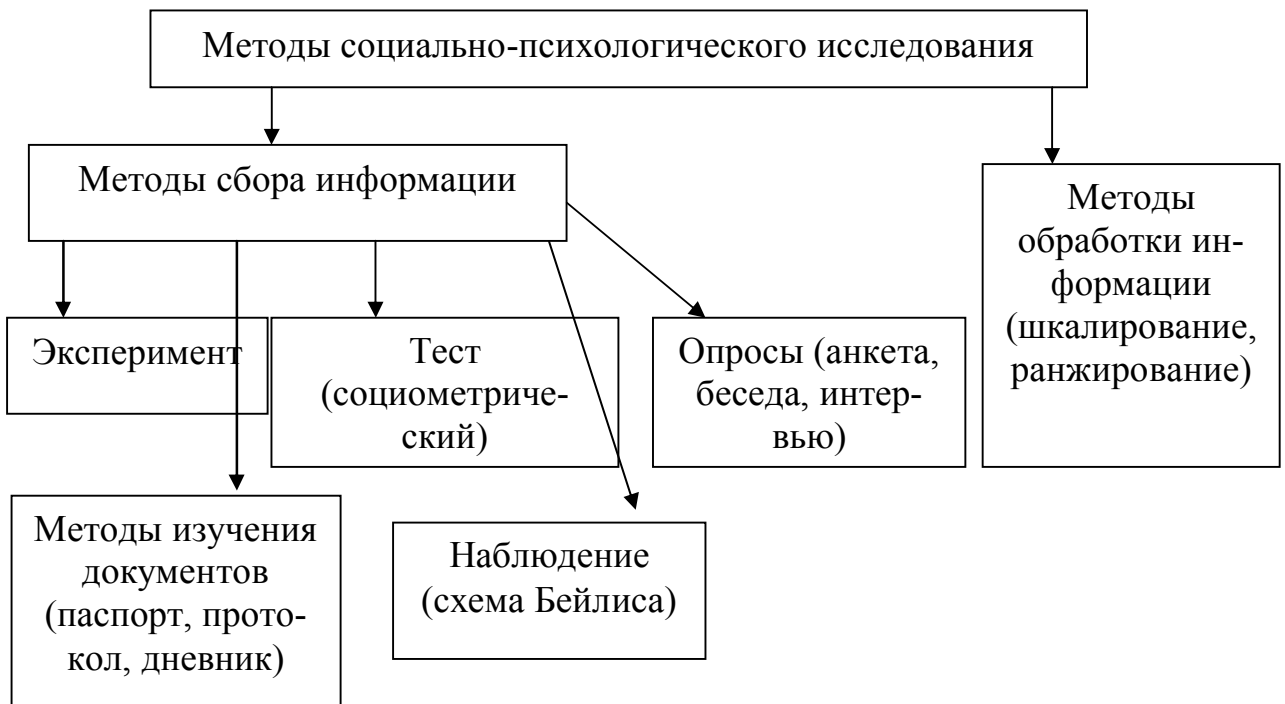 Методы социально-психологического исследования
Методы сбора информации
Методы
обработки ин-
формации
(шкалирование,
ранжирование)
Эксперимент
Тест
(социометриче-
ский)
Опросы (анкета,
беседа, интер-
вью)
Методы изучения
документов
(паспорт, прото-
кол, дневник)
Наблюдение
(схема Бейлиса)